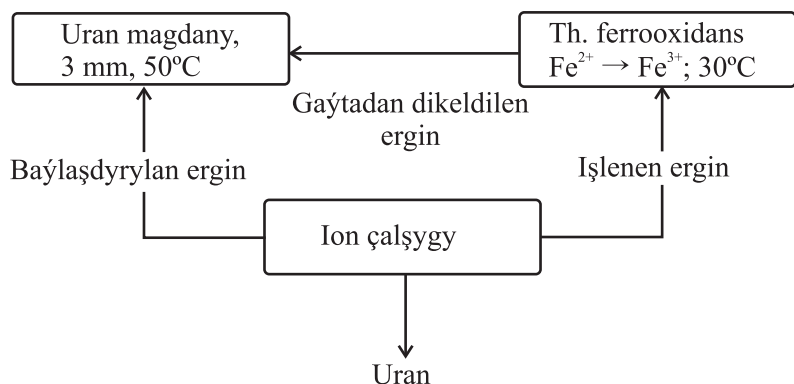 Uran magdany,
3 mm, 50ºC
Th. ferrooxidans
Fe²⁺ → Fe³⁺; 30ºC
Gaýtadan dikeldilen
ergin
Baýlaşdyrylan ergin
Işlenen ergin
Ion çalşygy
Uran